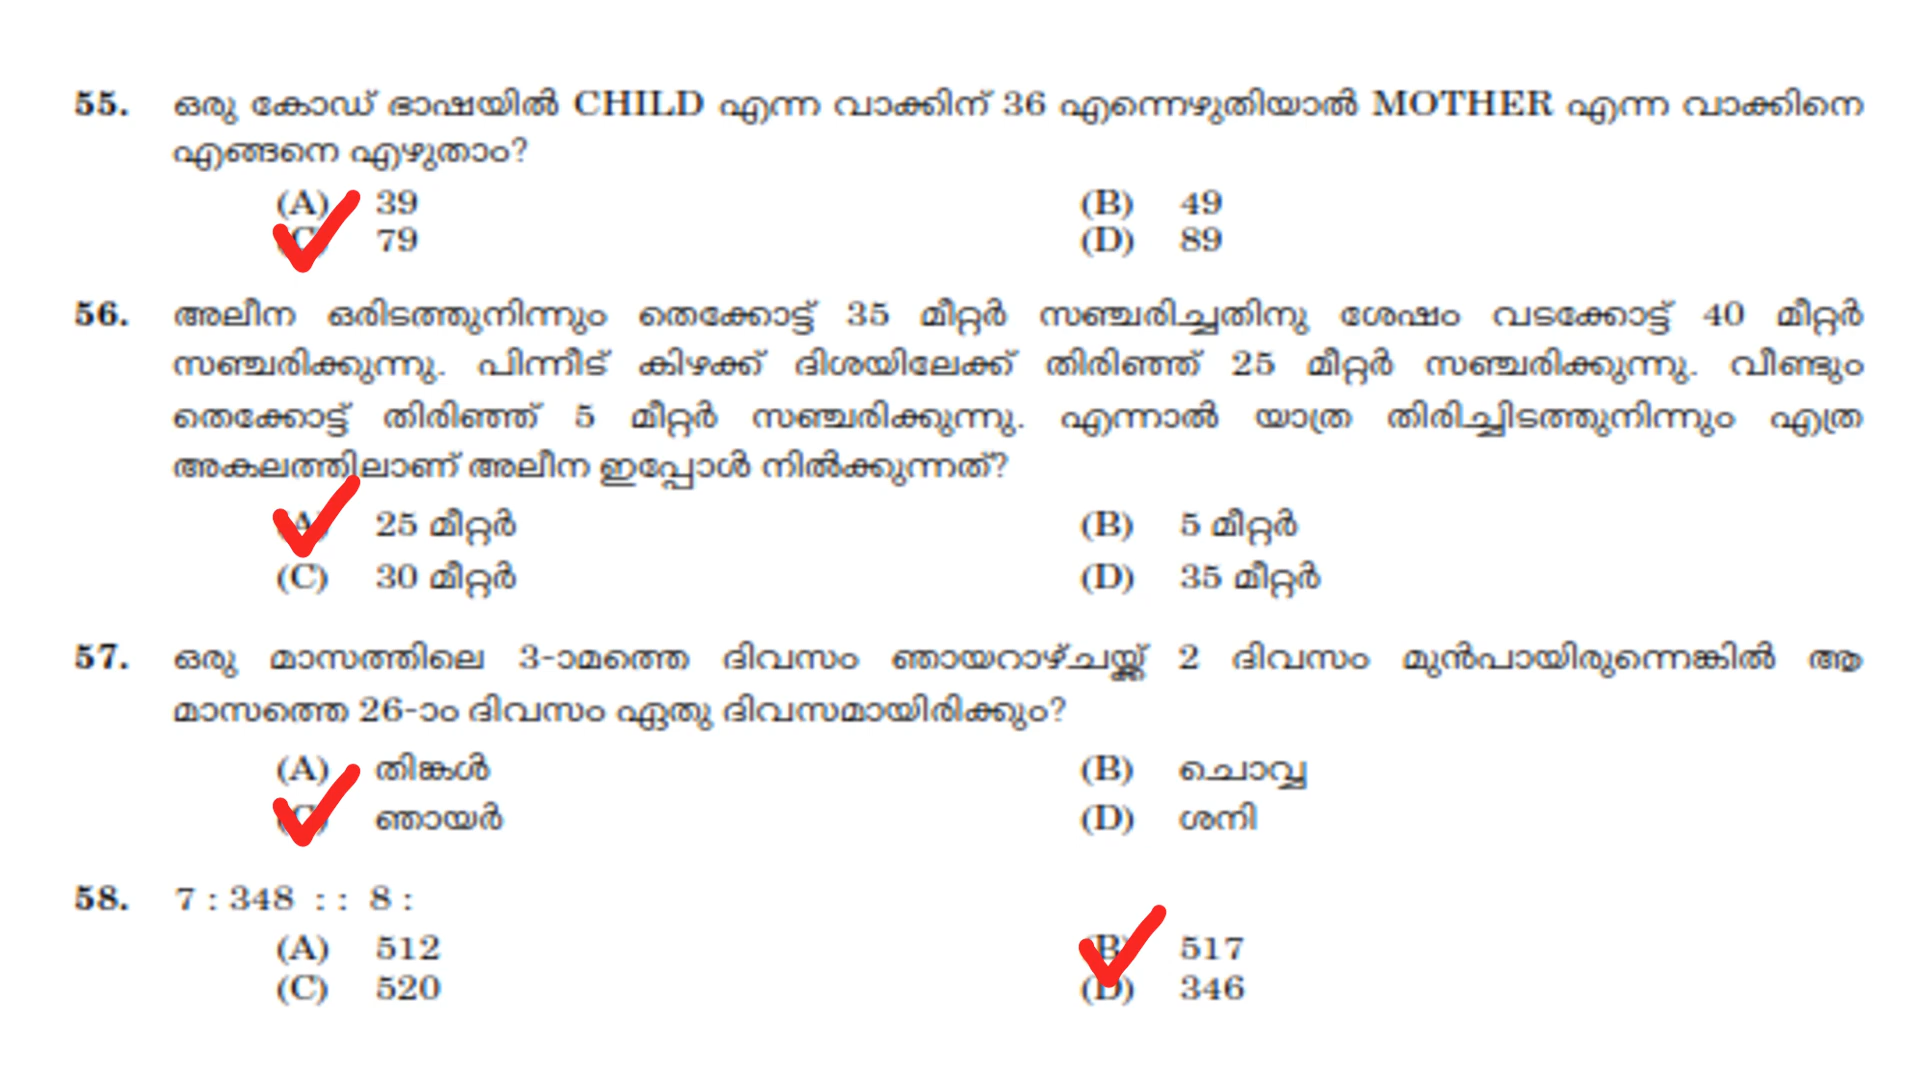 55. ഒരു കോഡ് ഭാഷയിൽ CHILD എന്ന വാക്കിന് 36 എന്നെഴുതിയാൽ MOTHER എന്ന വാക്കിനെ
എങ്ങനെ എഴുതാം?
(A) 39 (B) 49
(C) 79 (D) 89
56. അലീന ഒരിടത്തുനിന്നും തെക്കോട്ട് 35 മീറ്റർ സഞ്ചരിച്ചതിനു ശേഷം വടക്കോട്ട് 40 മീറ്റർ
സഞ്ചരിക്കുന്നു. പിന്നീട് കിഴക്ക് ദിശയിലേക്ക് തിരിഞ്ഞ് 25 മീറ്റർ സഞ്ചരിക്കുന്നു. വീണ്ടും
തെക്കോട്ട് തിരിഞ്ഞ് 5 മീറ്റർ സഞ്ചരിക്കുന്നു. എന്നാൽ യാത്ര തിരിച്ചിടത്തുനിന്നും എത്ര
അകലത്തിലാണ് അലീന ഇപ്പോൾ നിൽക്കുന്നത്?
(A) 25 മീറ്റർ (B) 5 മീറ്റർ
(C) 30 മീറ്റർ (D) 35 മീറ്റർ
57. ഒരു മാസത്തിലെ 3-ാമത്തെ ദിവസം ഞായറാഴ്ചയ്ക്ക് 2 ദിവസം മുൻപായിരുന്നെങ്കിൽ ആ
മാസത്തെ 26-ാം ദിവസം ഏതു ദിവസമായിരിക്കും?
(A) തിങ്കൾ (B) ചൊവ്വ
(C) ഞായർ (D) ശനി
58. 7 : 348 : : 8 :
(A) 512 (B) 517
(C) 520 (D) 346